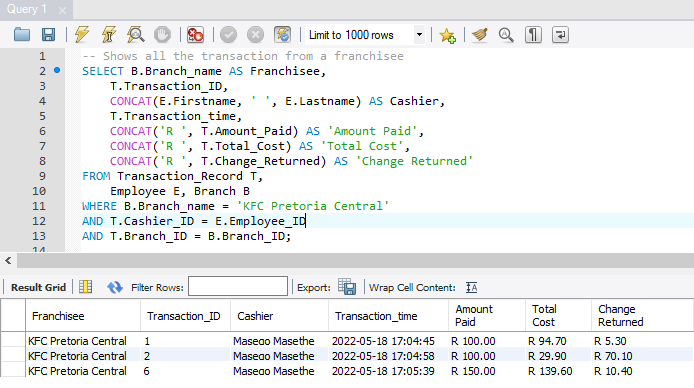 Query 1
Limit to 1000 rows
1 -- Shows all the transaction from a franchisee
2 SELECT B.Branch_name AS Franchisee,
3 T.Transaction_ID,
4 CONCAT(E.Firstname, ' ', E.Lastname) AS Cashier,
5 T.Transaction_time,
6 CONCAT('R ', T.Amount_Paid) AS 'Amount Paid',
7 CONCAT('R ', T.Total_Cost) AS 'Total Cost',
8 CONCAT('R ', T.Change_Returned) AS 'Change Returned'
9 FROM Transaction_Record T,
10 Employee E, Branch B
11 WHERE B.Branch_name = 'KFC Pretoria Central'
12 AND T.Cashier_ID = E.Employee_ID
13 AND T.Branch_ID = B.Branch_ID;
14
Result Grid Filter Rows: Export: Wrap Cell Content:
Franchisee Transaction_ID Cashier Transaction_time Amount Paid Total Cost Change Returned
KFC Pretoria Central 1 Masego Masethe 2022-05-18 17:04:45 R 100.00 R 94.70 R 5.30
KFC Pretoria Central 2 Masego Masethe 2022-05-18 17:04:58 R 100.00 R 29.90 R 70.10
KFC Pretoria Central 6 Masego Masethe 2022-05-18 17:05:39 R 150.00 R 139.60 R 10.40